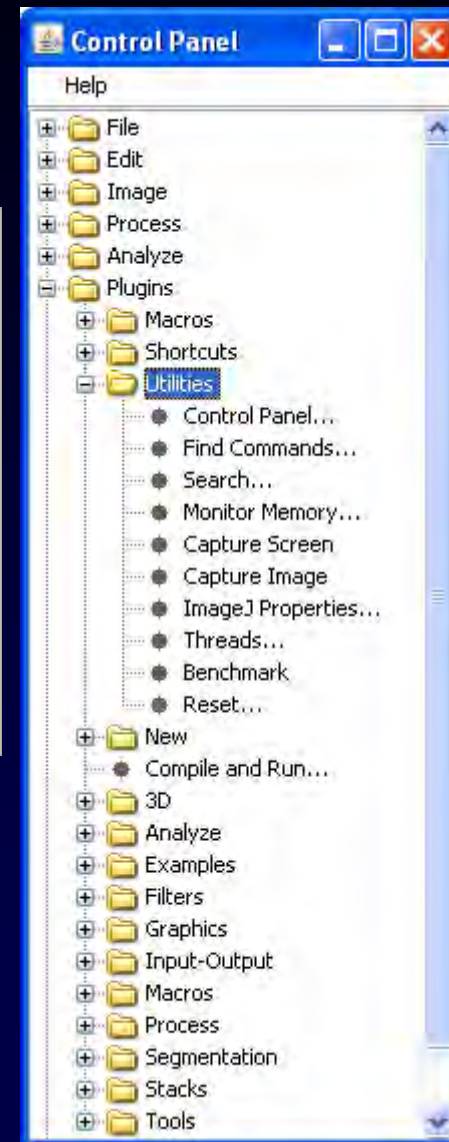 Control Panel
Help
File
Edit
Image
Process
Analyze
Plugins
Macros
Shortcuts
Utilities
Control Panel...
Find Commands...
Search...
Monitor Memory...
Capture Screen
Capture Image
ImageJ Properties...
Threads...
Benchmark
Reset...
New
Compile and Run...
3D
Analyze
Examples
Filters
Graphics
Input-Output
Macros
Process
Segmentation
Stacks
Tools